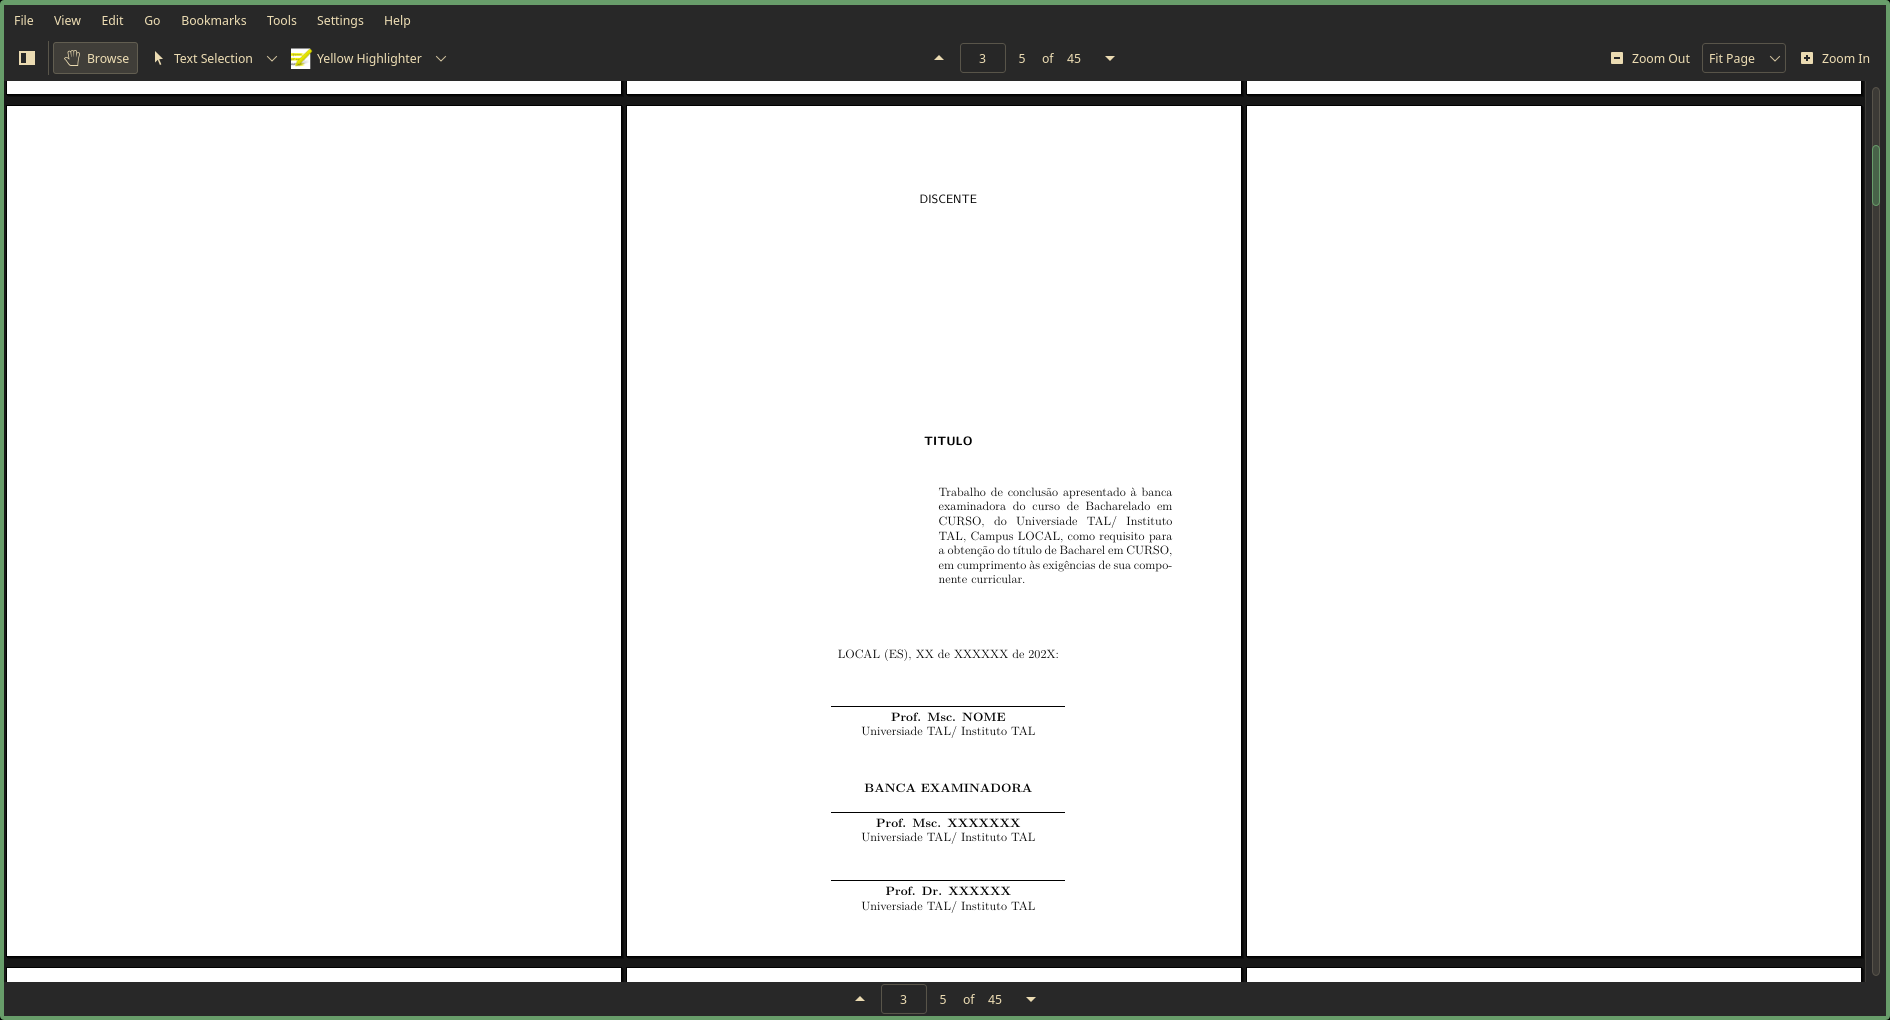 File View Edit Go Bookmarks Tools Settings Help
Browse Text Selection Yellow Highlighter 3 5 of 45 Zoom Out Fit Page Zoom In
DISCENTE
TITULO
Trabalho de conclusão apresentado à banca
examinadora do curso de Bacharelado em
CURSO, do Universiade TAL/ Instituto
TAL, Campus LOCAL, como requisito para
a obtenção do título de Bacharel em CURSO,
em cumprimento às exigências de sua compo-
nente curricular.
LOCAL (ES), XX de XXXXXX de 202X:
Prof. Msc. NOME
Universiade TAL/ Instituto TAL
BANCA EXAMINADORA
Prof. Msc. XXXXXXX
Universiade TAL/ Instituto TAL
Prof. Dr. XXXXXX
Universiade TAL/ Instituto TAL
3 5 of 45